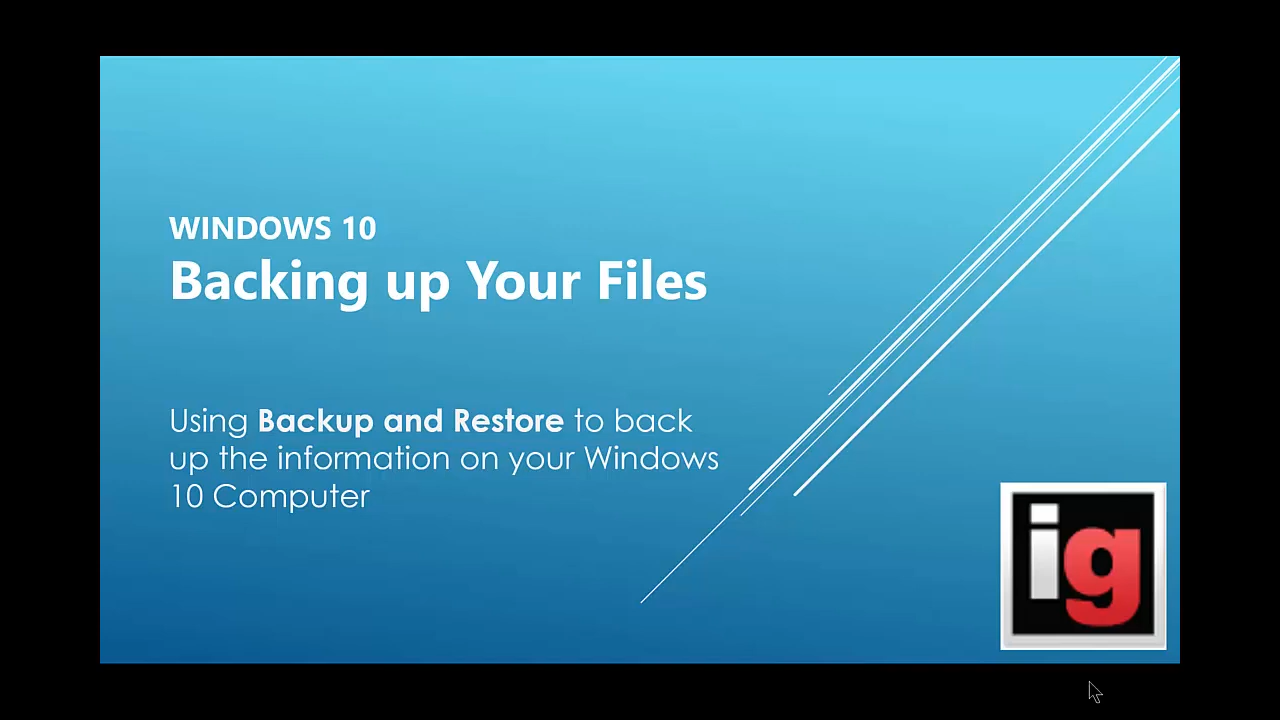 WINDOWS 10
Backing up Your Files
Using Backup and Restore to back
up the information on your Windows
10 Computer
ig